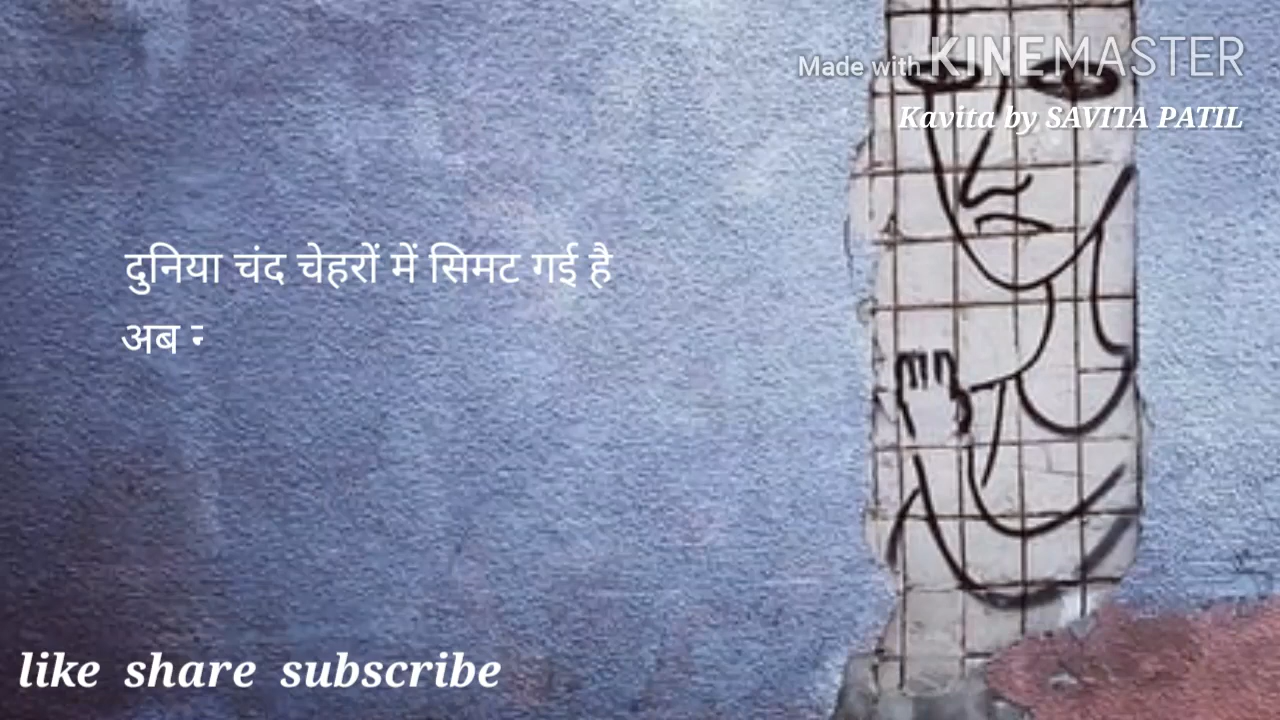 Made with KINEMASTER
Kavita by SAVITA PATIL
दुनिया चंद चेहरों में सिमट गई है
अब
like share subscribe